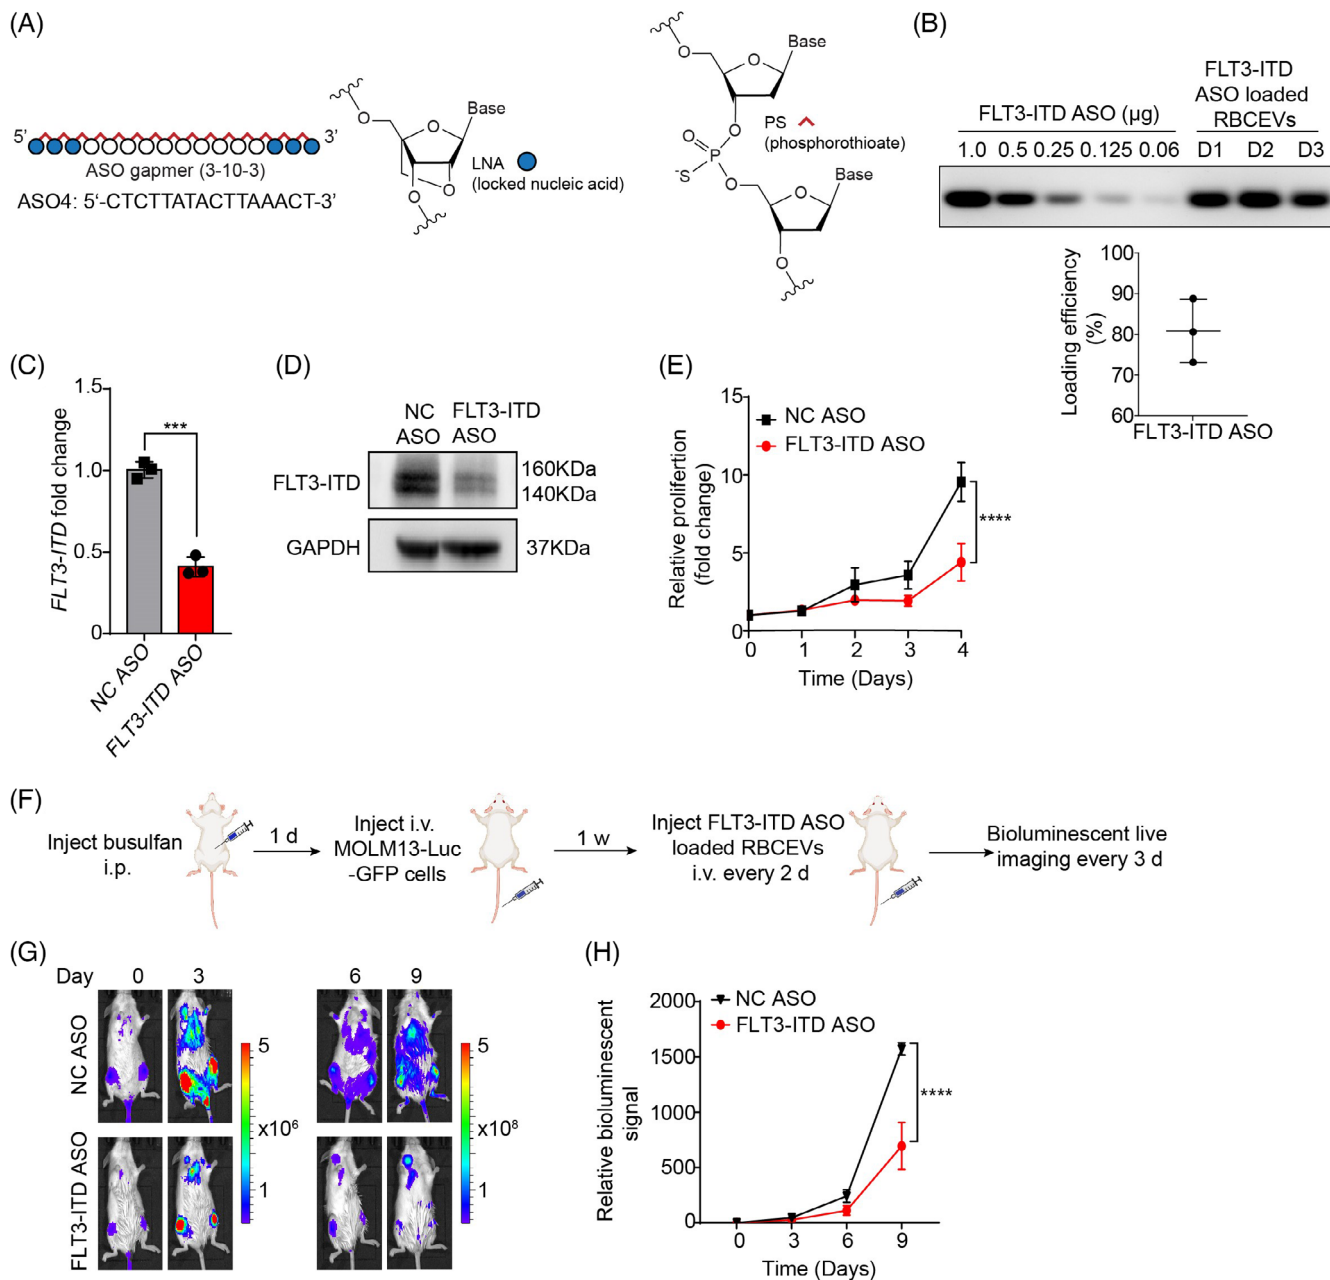 (A)
5'
3'
ASO gapmer (3-10-3)
ASO4: 5'-CTCTTATACTTAAACT-3'
O
Base
O
O
O
LNA
(locked nucleic acid)
O
Base
O
O
O
P
-S
O
PS
(phosphorothioate)
O
Base
O
(B)
FLT3-ITD ASO (µg)
FLT3-ITD
ASO loaded
RBCEVs
1.0 0.5 0.25 0.125 0.06 D1 D2 D3
Loading efficiency
(%)
100
90
80
70
60
FLT3-ITD ASO
(C)
FLT3-ITD fold change
1.5
1.0
0.5
0
***
NC ASO
FLT3-ITD ASO
(D)
NC
ASO
FLT3-ITD
ASO
FLT3-ITD
160KDa
140KDa
GAPDH
37KDa
(E)
Relative prolifertion
(fold change)
15
10
5
0
NC ASO
FLT3-ITD ASO
****
0 1 2 3 4
Time (Days)
(F)
Inject busulfan
i.p.
1 d
Inject i.v.
MOLM13-Luc
-GFP cells
1 w
Inject FLT3-ITD ASO
loaded RBCEVs
i.v. every 2 d
Bioluminescent live
imaging every 3 d
(G)
Day 0 3 6 9
NC ASO
FLT3-ITD ASO
5
x10⁶
1
5
x10⁸
1
(H)
Relative bioluminescent
signal
2000
1500
1000
500
0
NC ASO
FLT3-ITD ASO
****
0 3 6 9
Time (Days)